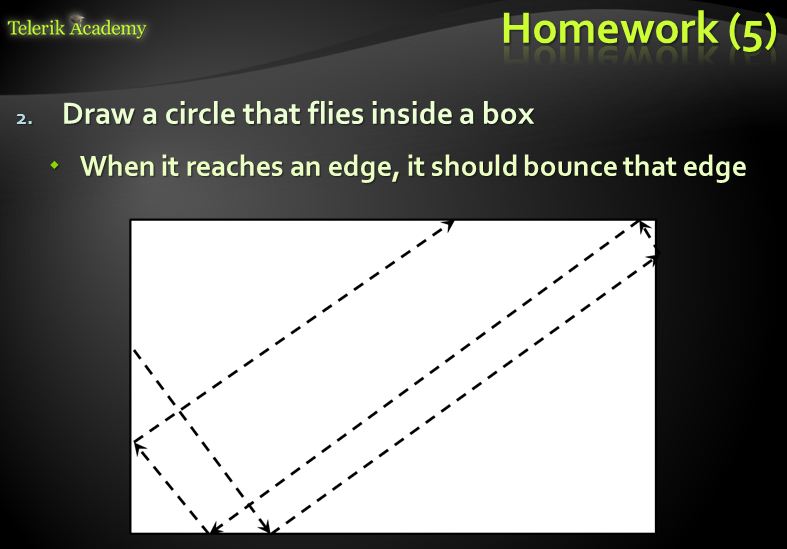 Telerik Academy
Homework (5)
2. Draw a circle that flies inside a box
When it reaches an edge, it should bounce that edge